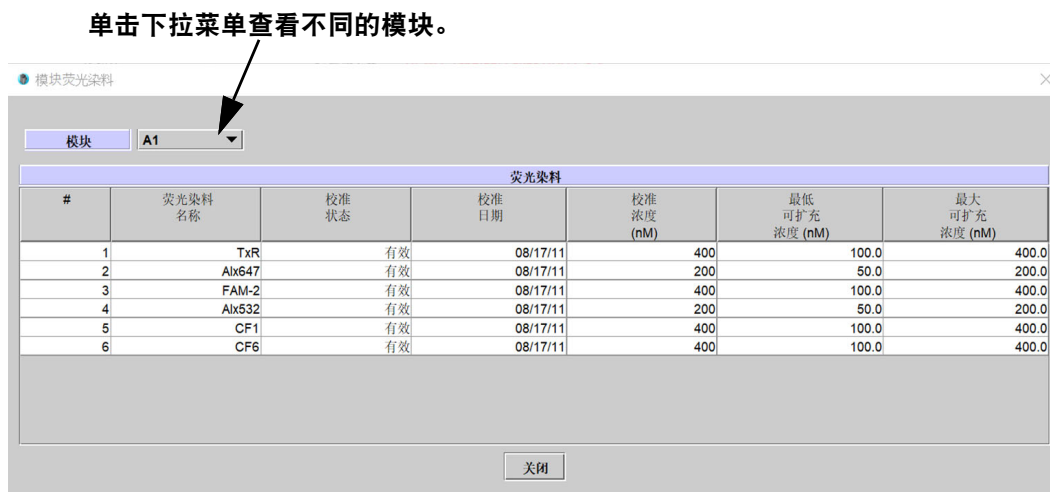 单击下拉菜单查看不同的模块。
模块荧光染料
模块 A1
荧光染料
# 荧光染料名称 校准状态 校准日期 校准浓度 (nM) 最低可扩充浓度 (nM) 最大可扩充浓度 (nM)
1 TxR 有效 08/17/11 400 100.0 400.0
2 Alx647 有效 08/17/11 200 50.0 200.0
3 FAM-2 有效 08/17/11 400 100.0 400.0
4 Alx532 有效 08/17/11 200 50.0 200.0
5 CF1 有效 08/17/11 400 100.0 400.0
6 CF6 有效 08/17/11 400 100.0 400.0
关闭